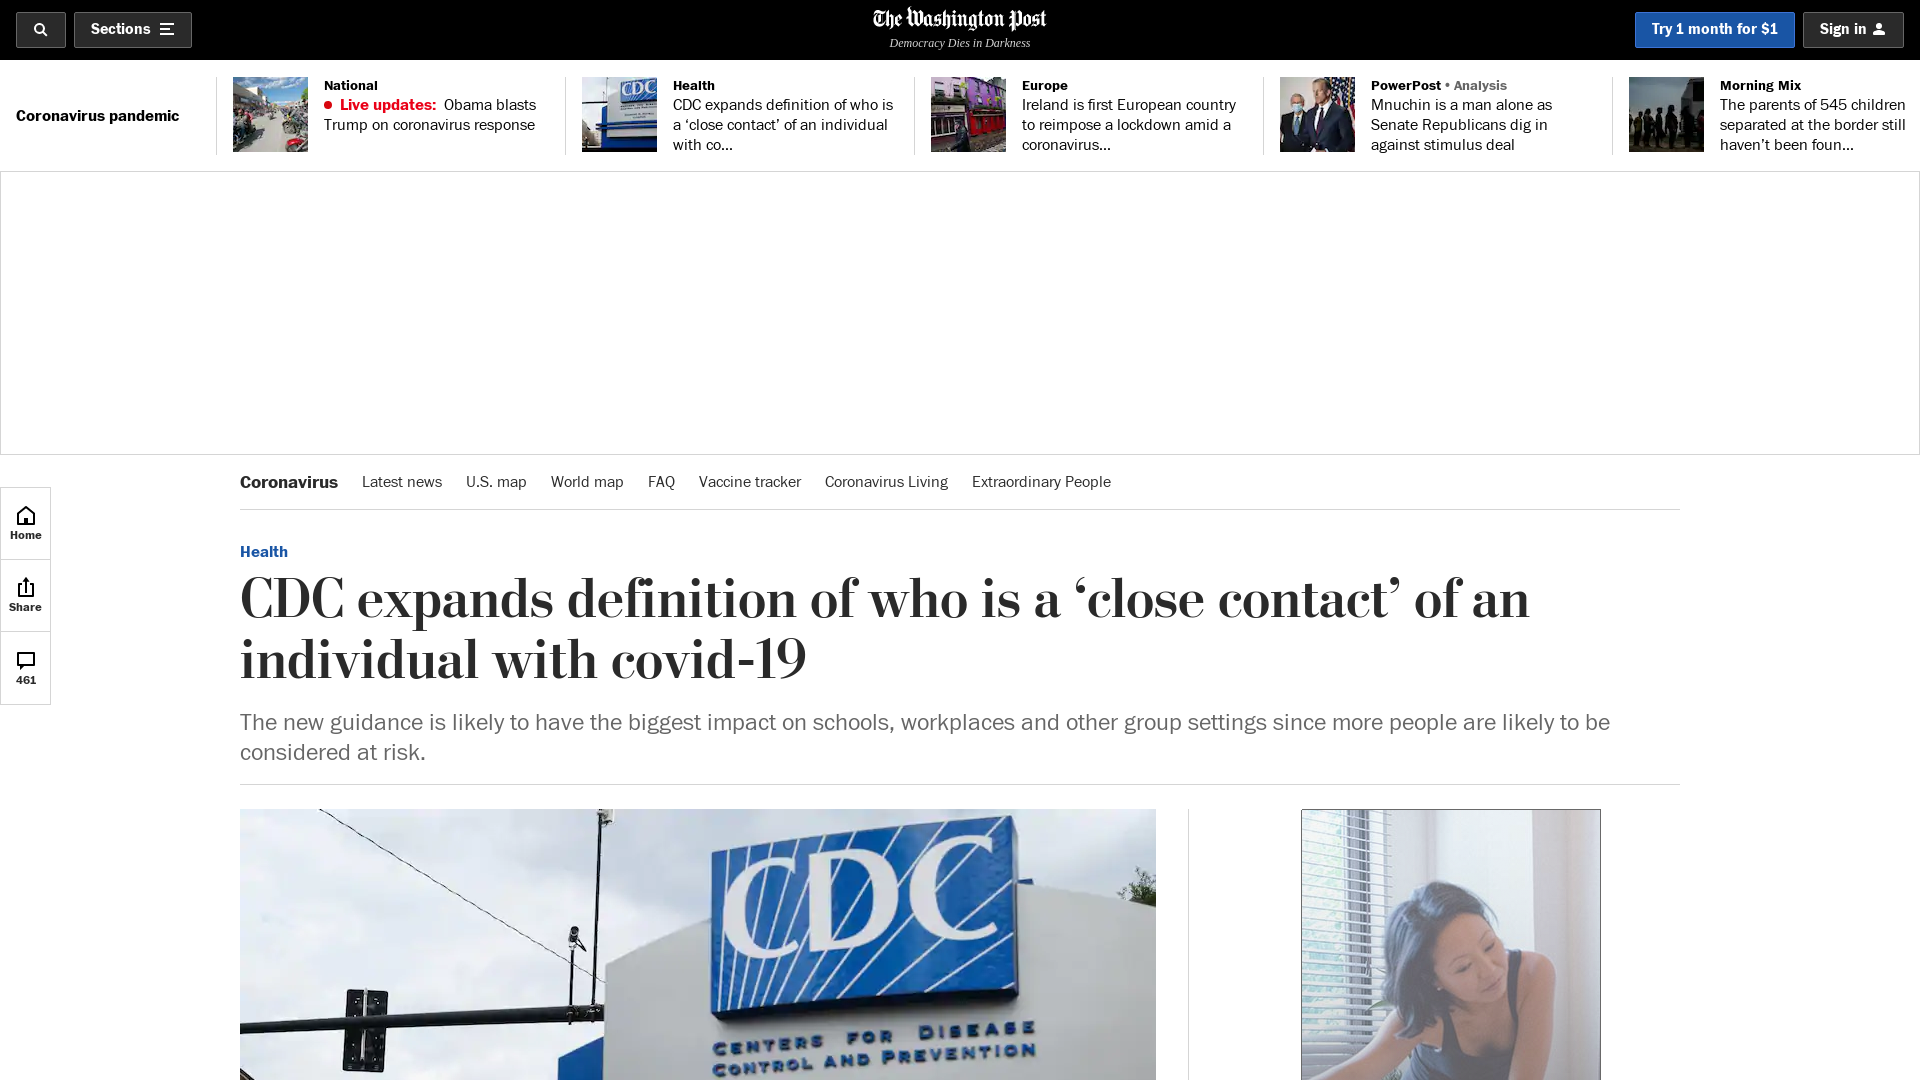 Sections
The Washington Post
Democracy Dies in Darkness
Try 1 month for $1
Sign in
Coronavirus pandemic
National
Live updates: Obama blasts
Trump on coronavirus response
Health
CDC expands definition of who is
a ‘close contact’ of an individual
with co...
Europe
Ireland is first European country
to reimpose a lockdown amid a
coronavirus...
PowerPost • Analysis
Mnuchin is a man alone as
Senate Republicans dig in
against stimulus deal
Morning Mix
The parents of 545 children
separated at the border still
haven’t been foun...
Coronavirus Latest news U.S. map World map FAQ Vaccine tracker Coronavirus Living Extraordinary People
Home
Share
461
Health
CDC expands definition of who is a ‘close contact’ of an
individual with covid-19
The new guidance is likely to have the biggest impact on schools, workplaces and other group settings since more people are likely to be
considered at risk.
CDC
CENTERS FOR DISEASE
CONTROL AND PREVENTION